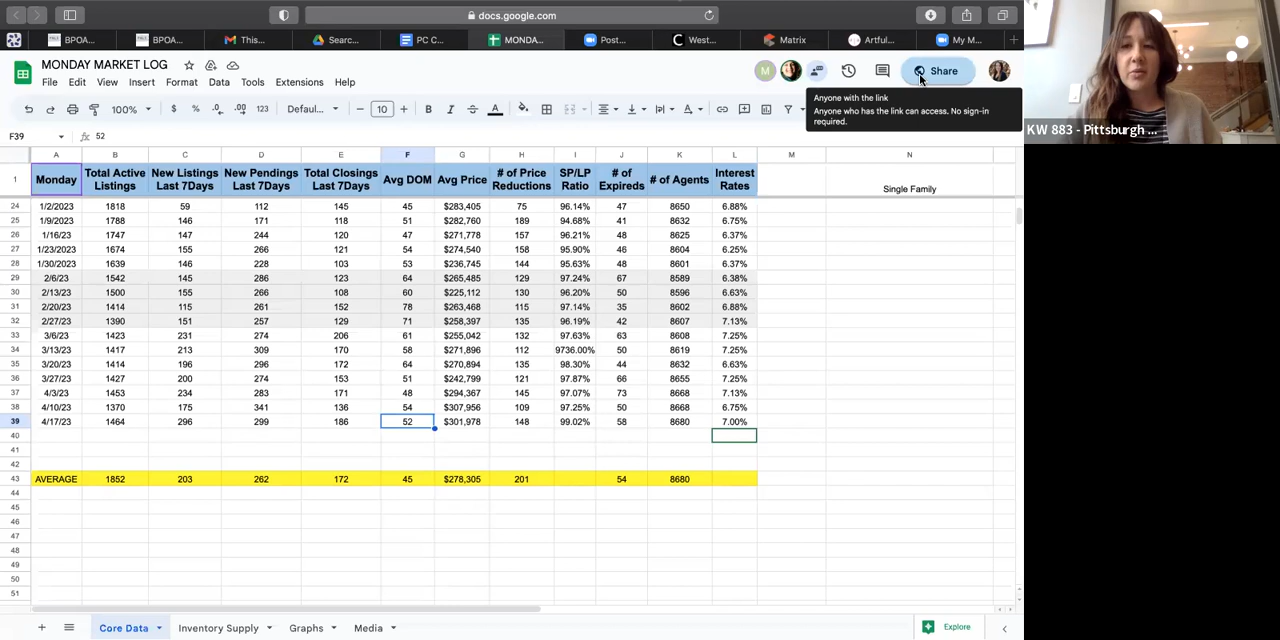 docs.google.com
BPOA...
BPOA...
This...
Searc...
PC C...
MONDA...
Post...
West...
Matrix
Artful...
My M...
MONDAY MARKET LOG
File Edit View Insert Format Data Tools Extensions Help
M
Share
100% $ % .0 .00 123 Defaul... 10 B I S A
Anyone with the link
Anyone who has the link can access. No sign-in
required.
KW 883 - Pittsburgh ...
F39 fx 52
A B C D E F G H I J K L M N
1 Monday Total Active Listings New Listings Last 7Days New Pendings Last 7Days Total Closings Last 7Days Avg DOM Avg Price # of Price Reductions SP/LP Ratio # of Expireds # of Agents Interest Rates Single Family
24 1/2/2023 1818 59 112 145 45 $283,405 75 96.14% 47 8650 6.88%
25 1/9/2023 1788 146 171 118 51 $282,760 189 94.68% 41 8632 6.75%
26 1/16/23 1747 147 244 120 47 $271,778 157 96.21% 48 8625 6.37%
27 1/23/2023 1674 155 266 121 54 $274,540 158 95.90% 46 8604 6.25%
28 1/30/2023 1639 146 228 103 53 $236,745 144 95.63% 48 8601 6.37%
29 2/6/23 1542 145 286 123 64 $265,485 129 97.24% 67 8589 6.38%
30 2/13/23 1500 155 266 108 60 $225,112 130 96.20% 50 8596 6.63%
31 2/20/23 1414 115 261 152 78 $263,468 115 97.14% 35 8602 6.88%
32 2/27/23 1390 151 257 129 71 $258,397 135 96.19% 42 8607 7.13%
33 3/6/23 1423 231 274 206 61 $255,042 132 97.63% 63 8608 7.25%
34 3/13/23 1417 213 309 170 58 $271,896 112 9736.00% 50 8619 7.25%
35 3/20/23 1414 196 296 172 64 $270,894 135 98.30% 44 8632 6.63%
36 3/27/23 1427 200 274 153 51 $242,799 121 97.87% 66 8655 7.25%
37 4/3/23 1453 234 283 171 48 $294,367 145 97.07% 73 8668 7.13%
38 4/10/23 1370 175 341 136 54 $307,956 109 97.25% 50 8668 6.75%
39 4/17/23 1464 296 299 186 52 $301,978 148 99.02% 58 8680 7.00%
40
41
42
43 AVERAGE 1852 203 262 172 45 $278,305 201 54 8680
44
45
46
47
48
49
50
51
Core Data Inventory Supply Graphs Media Explore